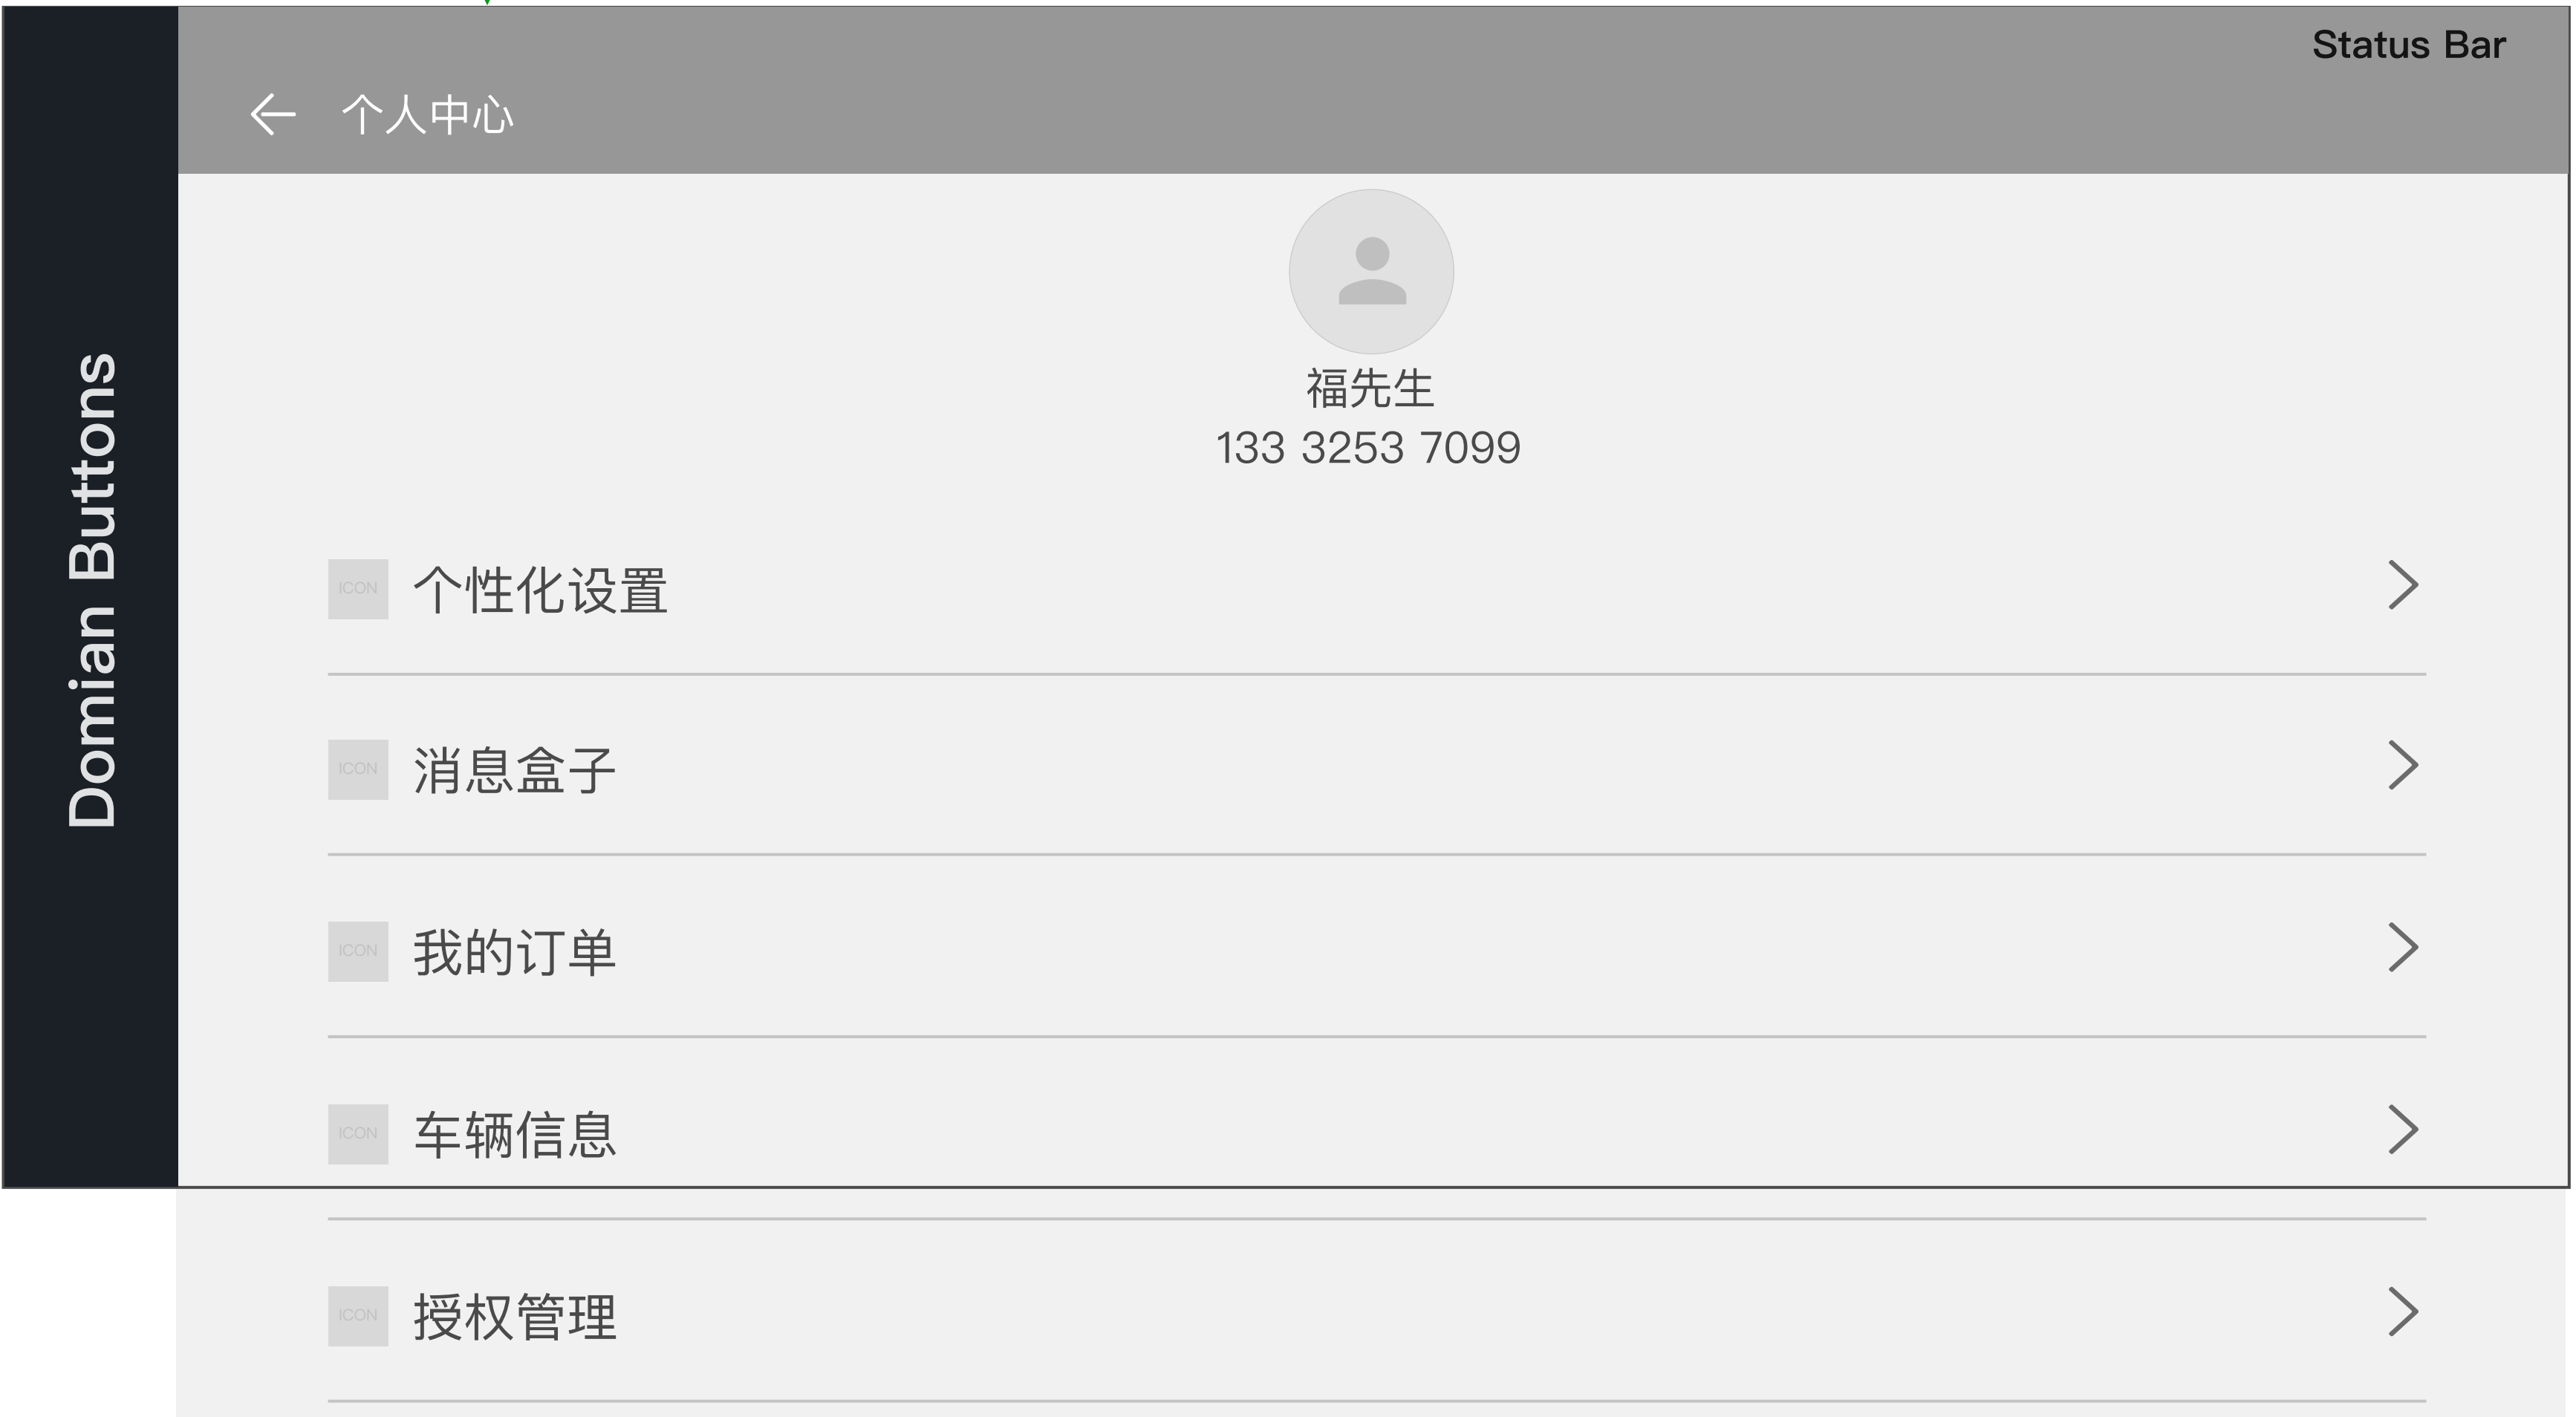 Status Bar
个人中心
Domian Buttons
福先生
133 3253 7099
ICON 个性化设置
ICON 消息盒子
ICON 我的订单
ICON 车辆信息
ICON 授权管理